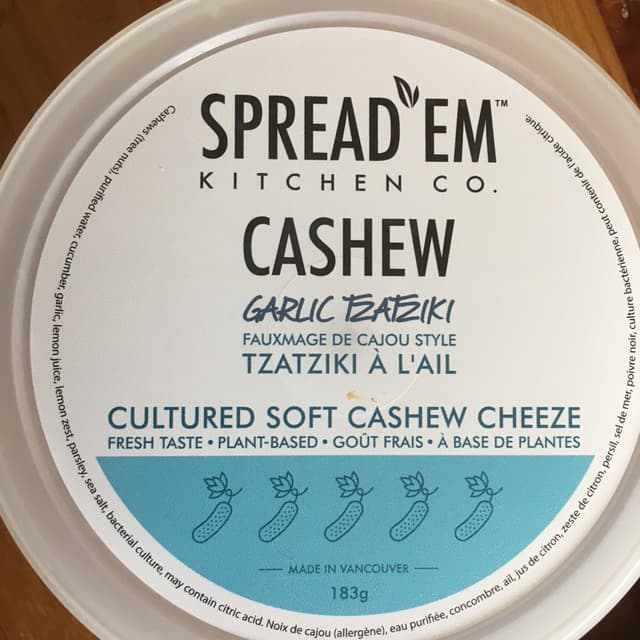 SPREAD'EM™
KITCHEN CO.
CASHEW
GARLIC TZATZIKI
FAUXMAGE DE CAJOU STYLE
TZATZIKI À L'AIL
CULTURED SOFT CASHEW CHEEZE
FRESH TASTE • PLANT-BASED • GOÛT FRAIS • À BASE DE PLANTES
MADE IN VANCOUVER
183g
Cashews (tree nuts), purified water, cucumber, garlic, lemon juice, lemon zest, parsley, sea salt, bacterial culture, may contain citric acid. Noix de cajou (allergène), eau purifiée, concombre, ail, jus de citron, zeste de citron, persil, sel de mer, poivre noir, culture bactérienne, peut contenir de l'acide citrique.